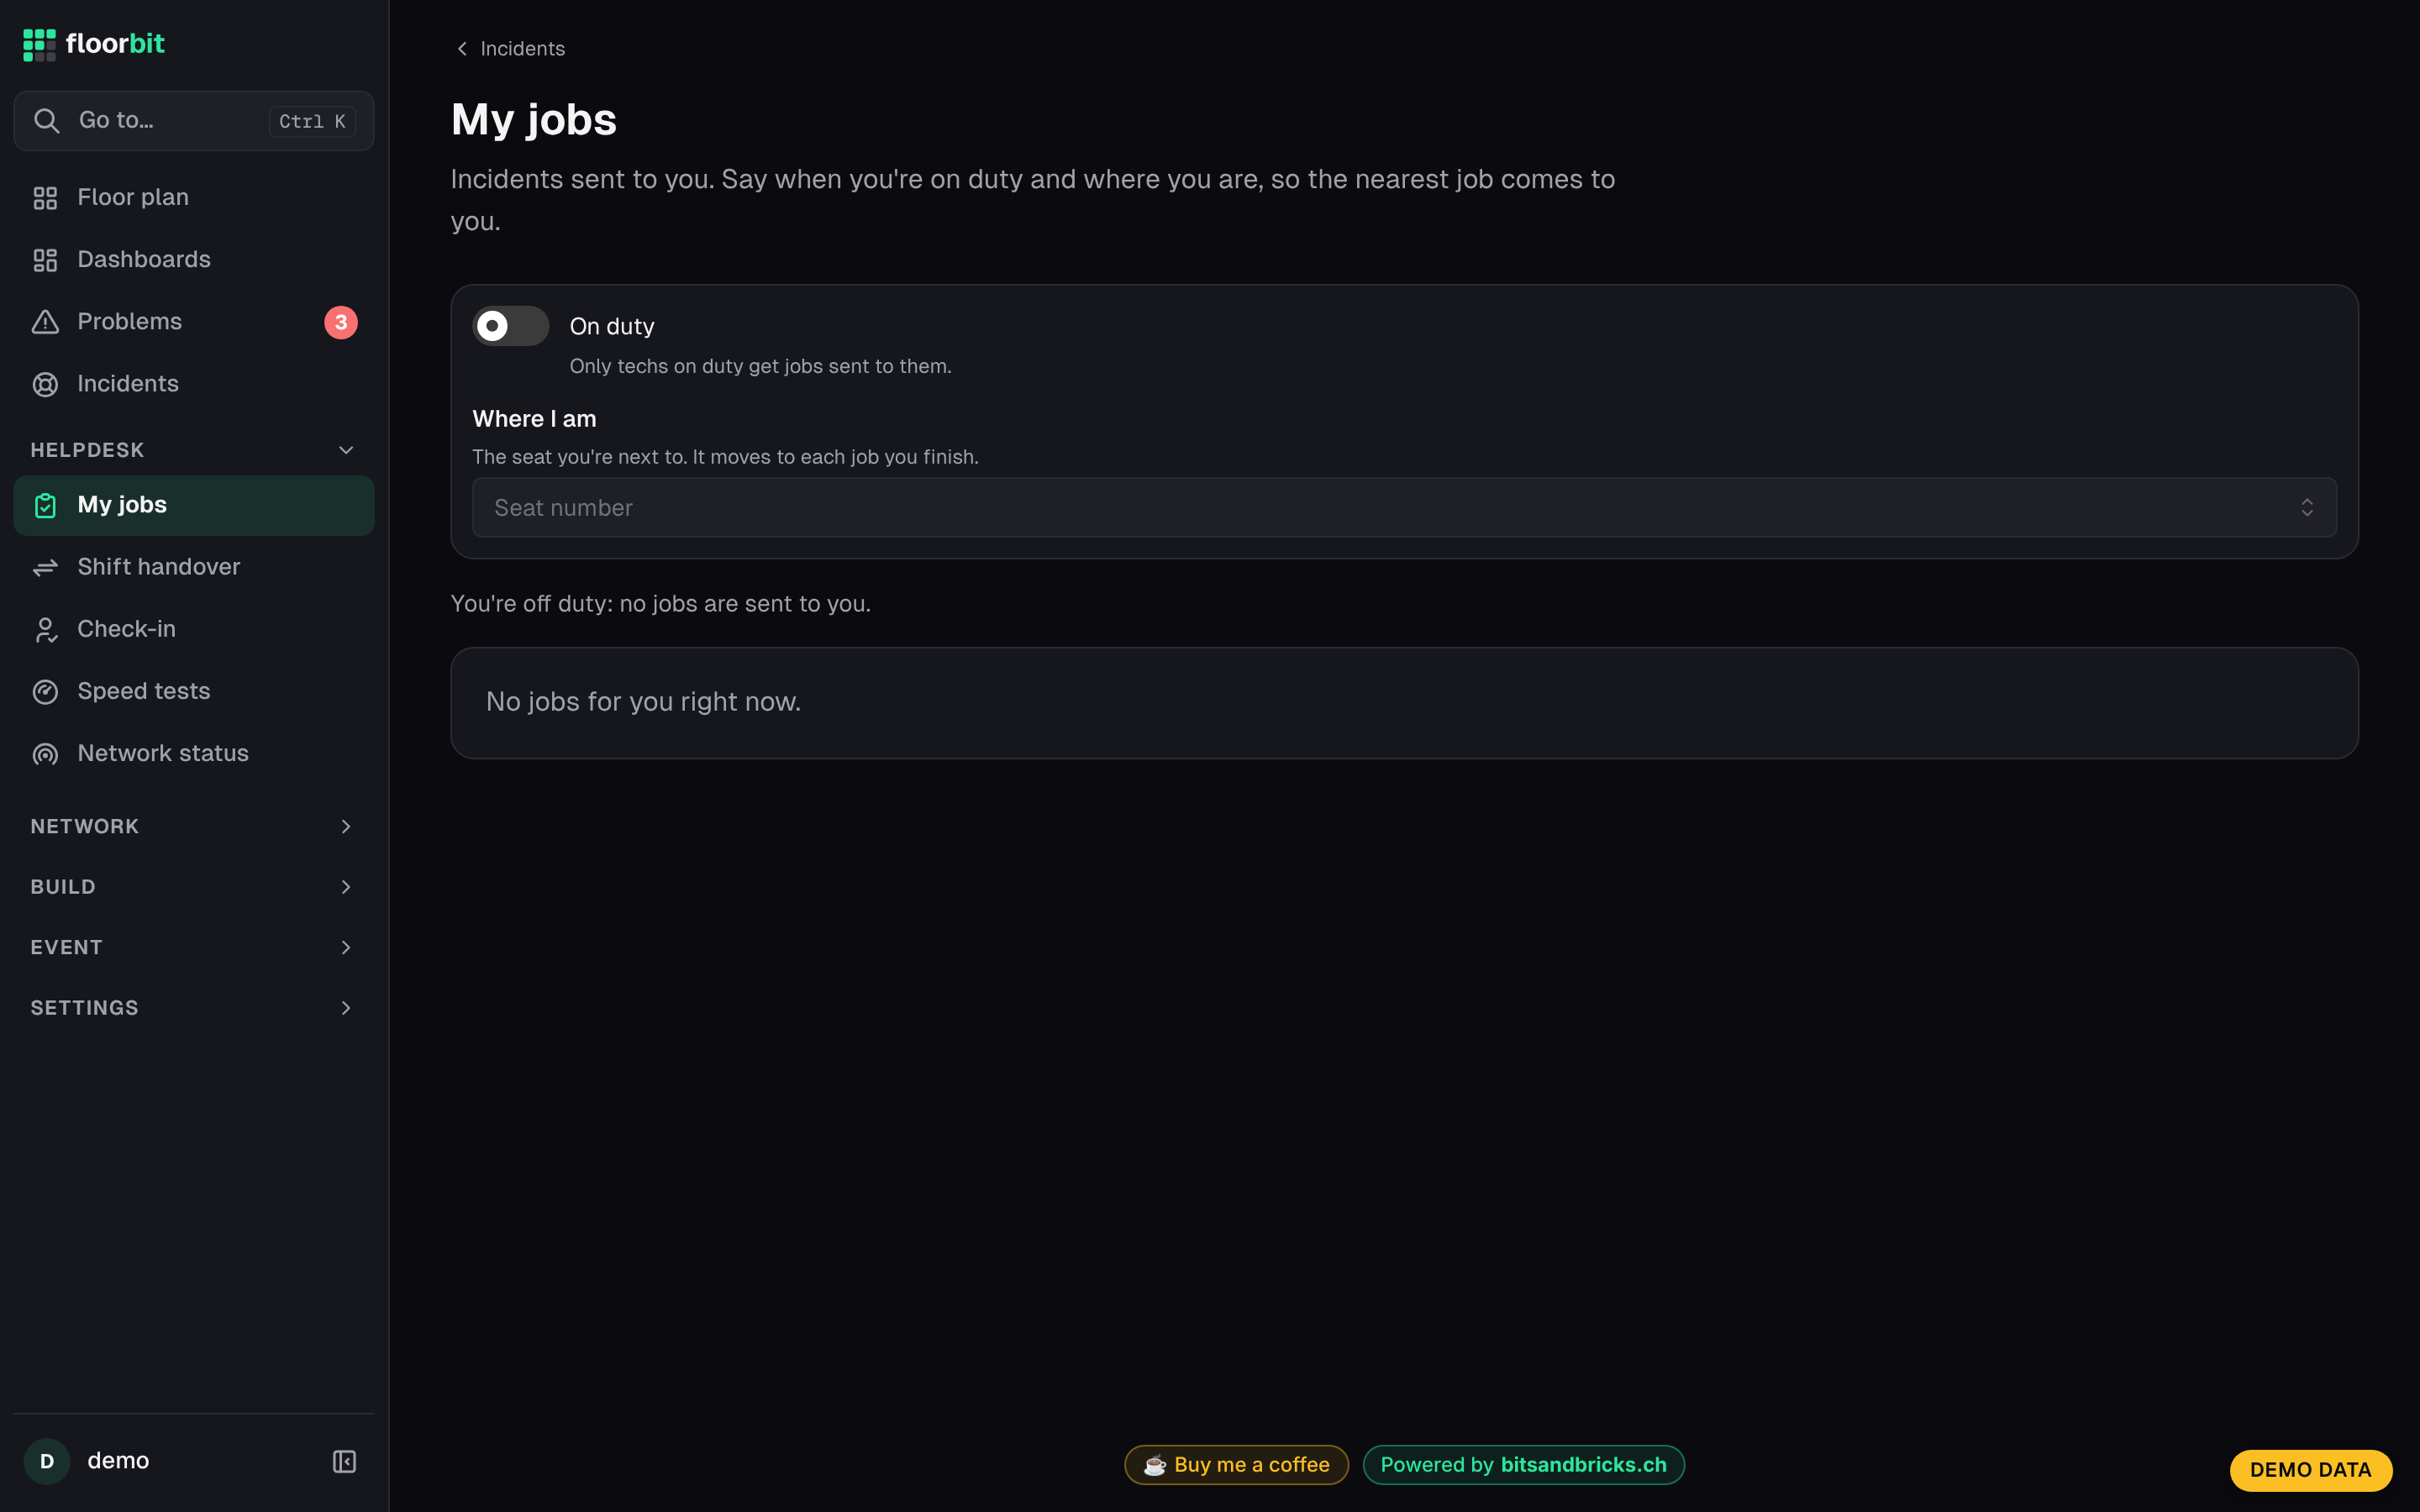 floorbit
Go to...
Ctrl K
Floor plan
Dashboards
Problems
3
Incidents
HELPDESK
My jobs
Shift handover
Check-in
Speed tests
Network status
NETWORK
BUILD
EVENT
SETTINGS
D
demo
Incidents
My jobs
Incidents sent to you. Say when you're on duty and where you are, so the nearest job comes to
you.
On duty
Only techs on duty get jobs sent to them.
Where I am
The seat you're next to. It moves to each job you finish.
Seat number
You're off duty: no jobs are sent to you.
No jobs for you right now.
Buy me a coffee
Powered by bitsandbricks.ch
DEMO DATA